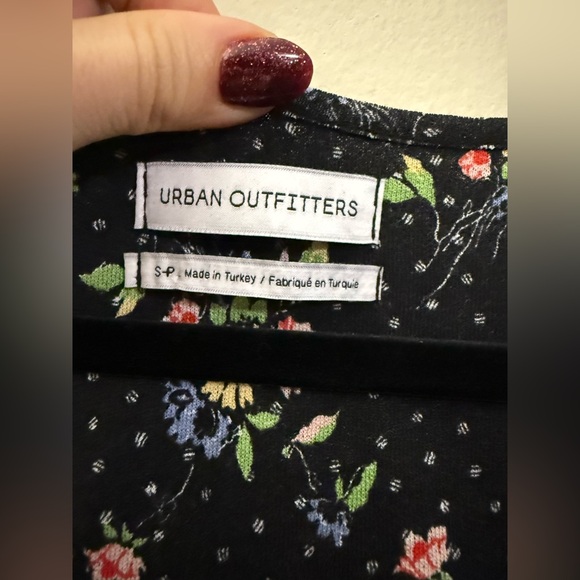 URBAN OUTFITTERS
S-P. Made in Turkey / Fabriqué en Turquie